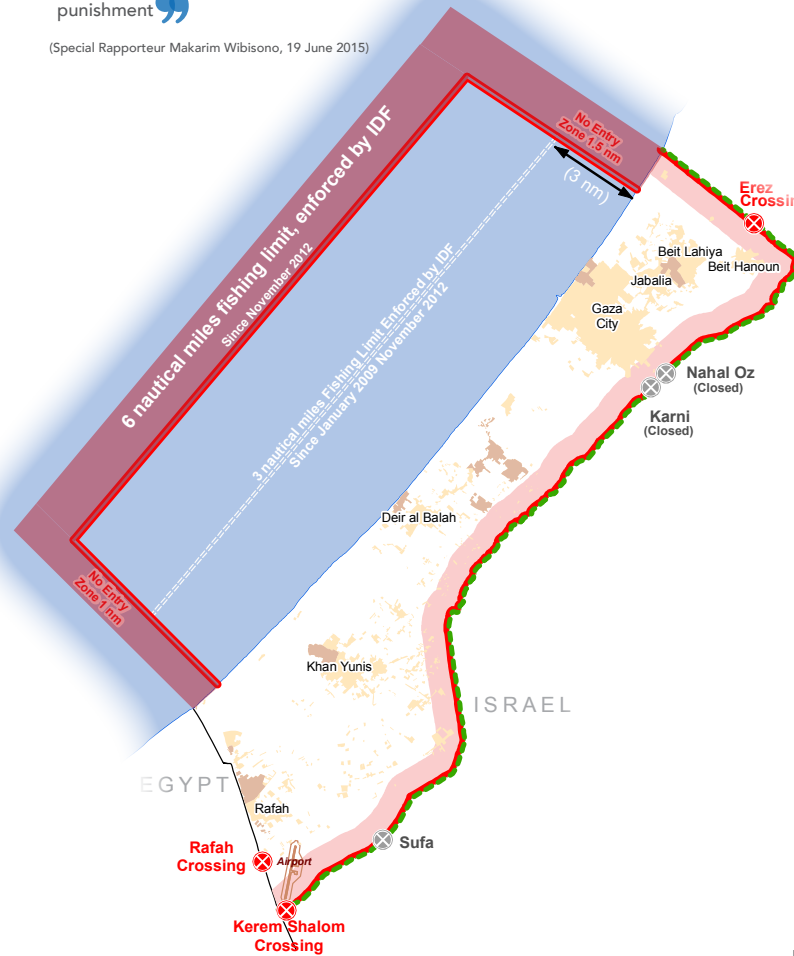 punishment ”
(Special Rapporteur Makarim Wibisono, 19 June 2015)
6 nautical miles fishing limit, enforced by IDF
Since November 2012
No Entry
Zone 1.5 nm
(3 nm)
3 nautical miles Fishing Limit Enforced by IDF
Since January 2009 November 2012
No Entry
Zone 1 nm
Erez
Crossin
Beit Lahiya
Beit Hanoun
Jabalia
Gaza
City
Nahal Oz
(Closed)
Karni
(Closed)
Deir al Balah
Khan Yunis
ISRAEL
EGYPT
Rafah
Sufa
Rafah
Crossing
Airport
Kerem Shalom
Crossing